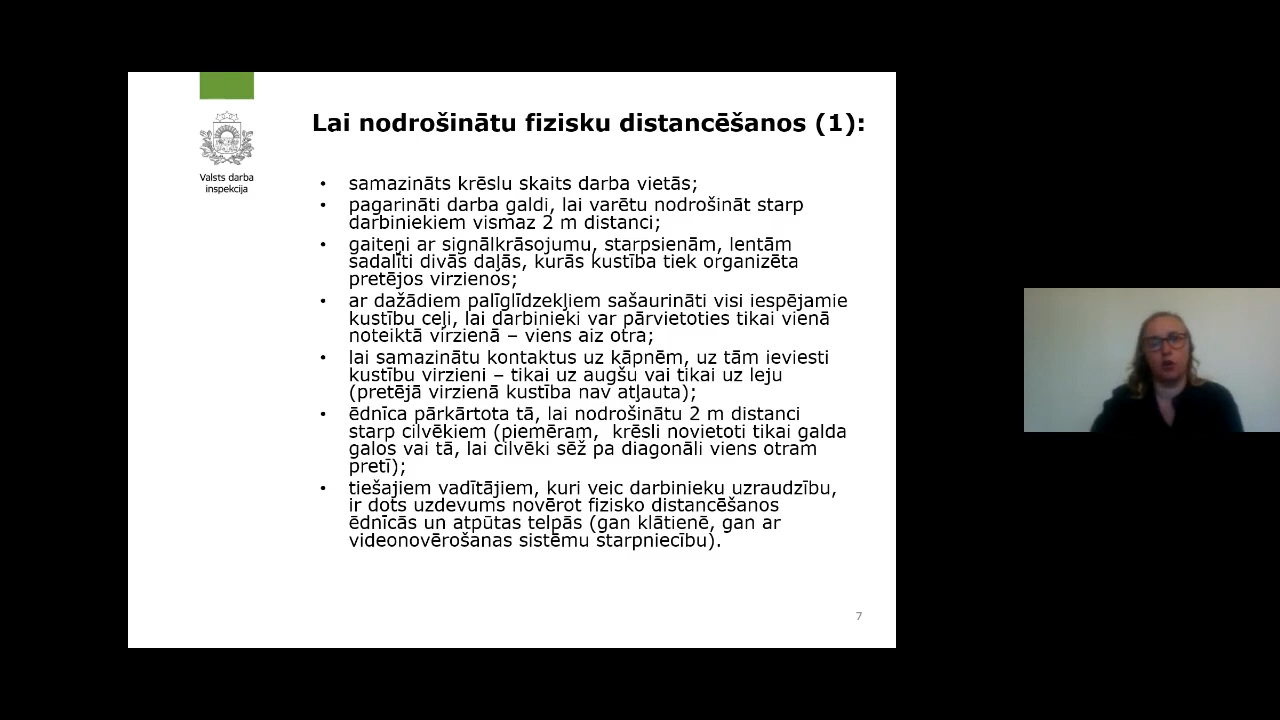 Valsts darba
inspekcija
Lai nodrošinātu fizisku distancēšanos (1):
• samazināts krēslu skaits darba vietās;
• pagarināti darba galdi, lai varētu nodrošināt starp
darbiniekiem vismaz 2 m distanci;
• gaiteņi ar signālkrāsojumu, starpsienām, lentām
sadalīti divās daļās, kurās kustība tiek organizēta
pretējos virzienos;
• ar dažādiem palīglīdzekļiem sašaurināti visi iespējamie
kustību ceļi, lai darbinieki var pārvietoties tikai vienā
noteiktā virzienā – viens aiz otra;
• lai samazinātu kontaktus uz kāpnēm, uz tām ieviesti
kustību virzieni – tikai uz augšu vai tikai uz leju
(pretējā virzienā kustība nav atļauta);
• ēdnīca pārkārtota tā, lai nodrošinātu 2 m distanci
starp cilvēkiem (piemēram,  krēsli novietoti tikai galda
galos vai tā, lai cilvēki sēž pa diagonāli viens otram
pretī);
• tiešajiem vadītājiem, kuri veic darbinieku uzraudzību,
ir dots uzdevums novērot fizisko distancēšanos
ēdnīcās un atpūtas telpās (gan klātienē, gan ar
videonovērošanas sistēmu starpniecību).
7